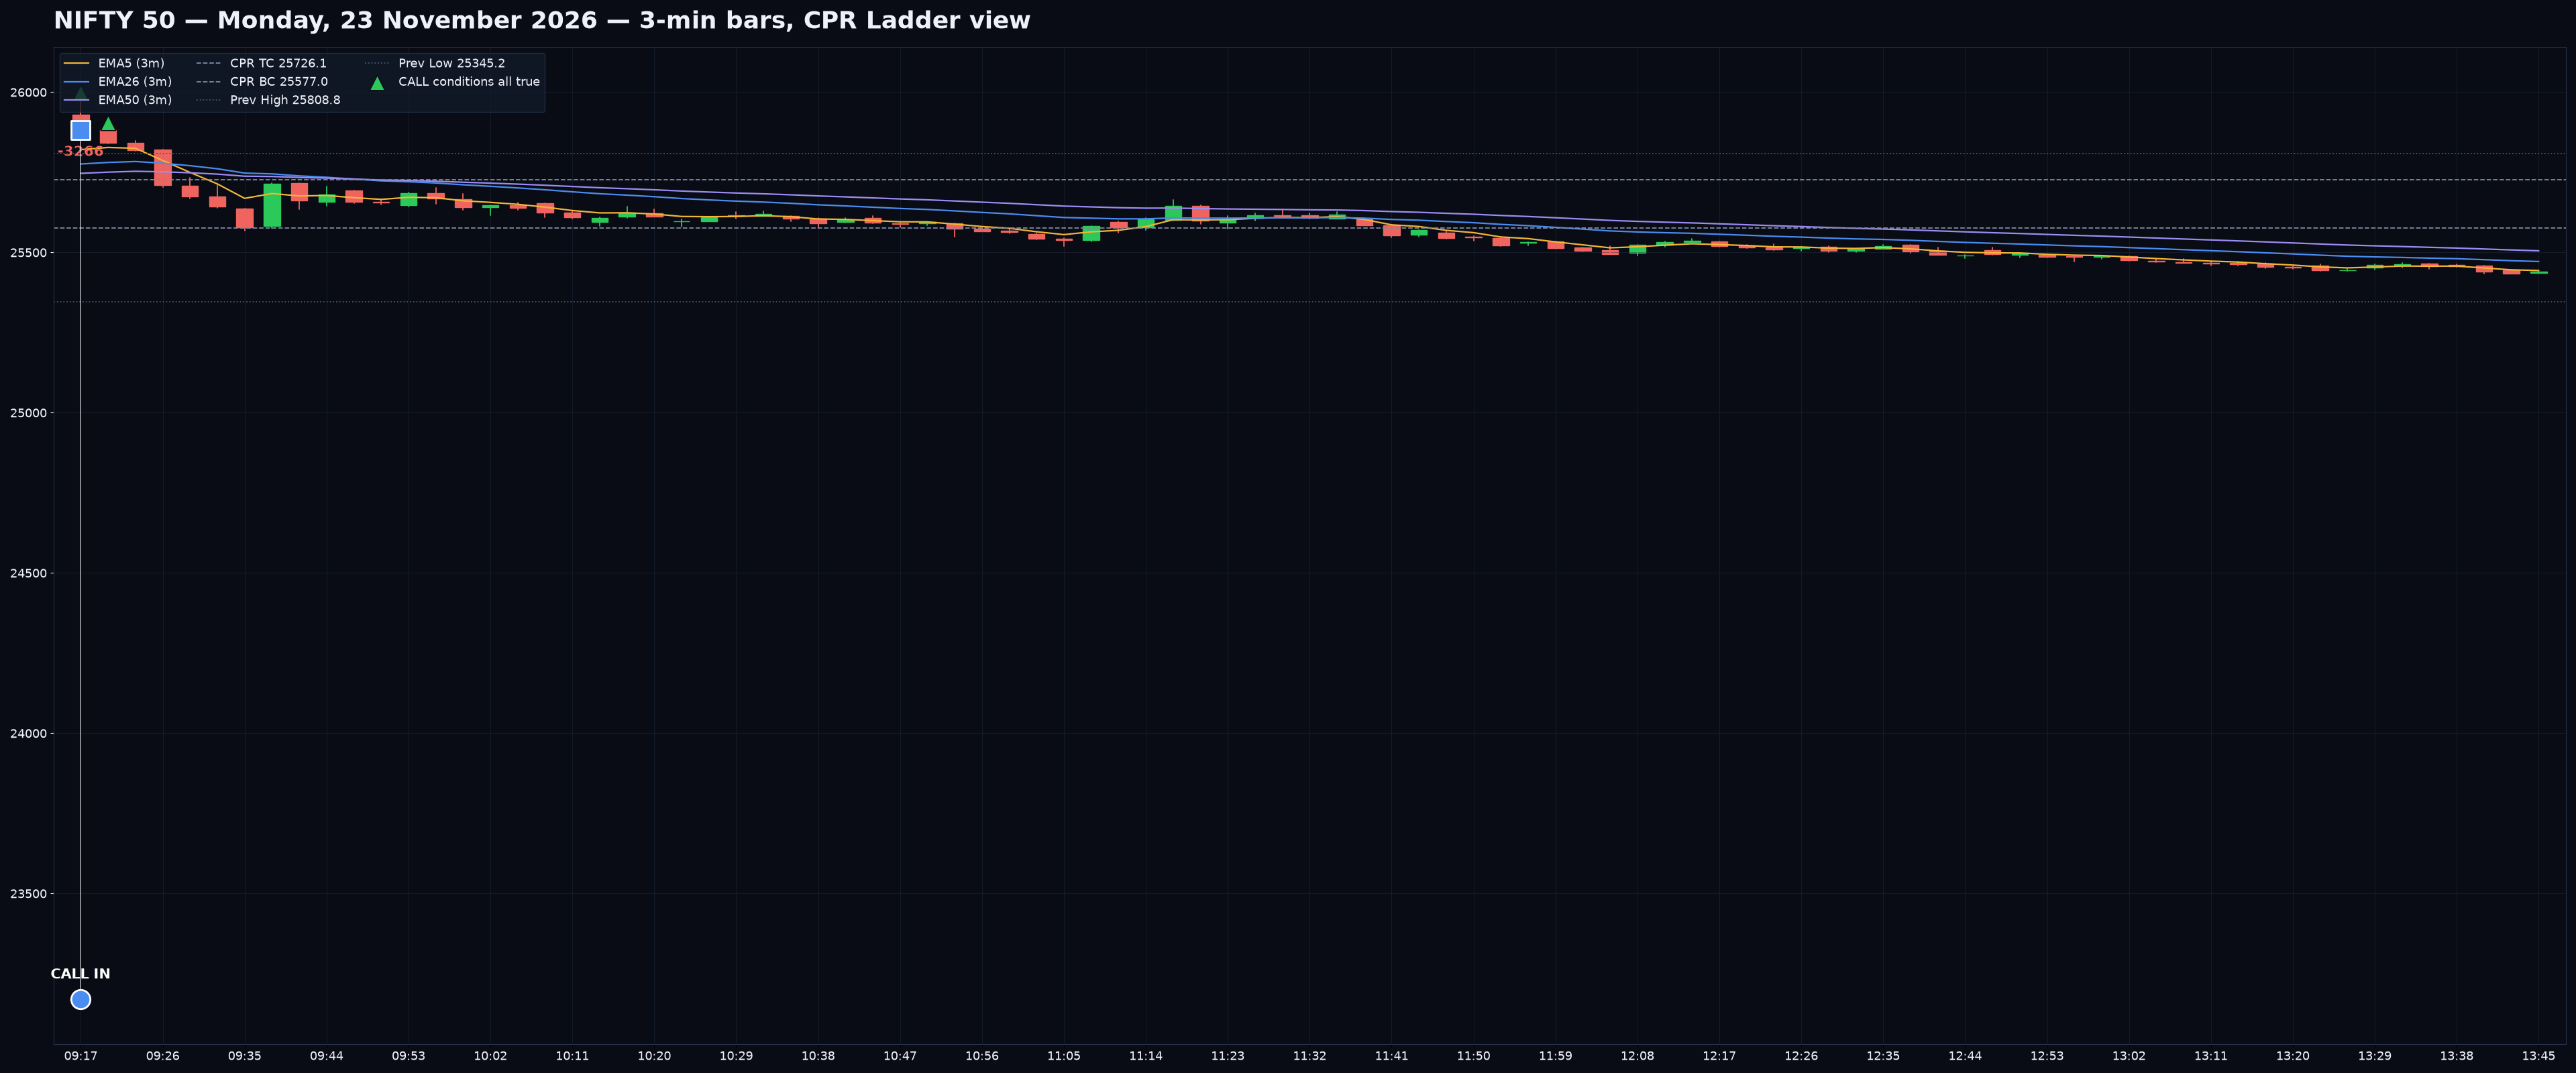 NIFTY 50 — Monday, 23 November 2026 — 3-min bars, CPR Ladder view
EMA5 (3m)
EMA26 (3m)
EMA50 (3m)
CPR TC 25726.1
CPR BC 25577.0
Prev High 25808.8
Prev Low 25345.2
CALL conditions all true
26000
25500
25000
24500
24000
23500
-3266
CALL IN
09:17 09:26 09:35 09:44 09:53 10:02 10:11 10:20 10:29 10:38 10:47 10:56 11:05 11:14 11:23 11:32 11:41 11:50 11:59 12:08 12:17 12:26 12:35 12:44 12:53 13:02 13:11 13:20 13:29 13:38 13:45